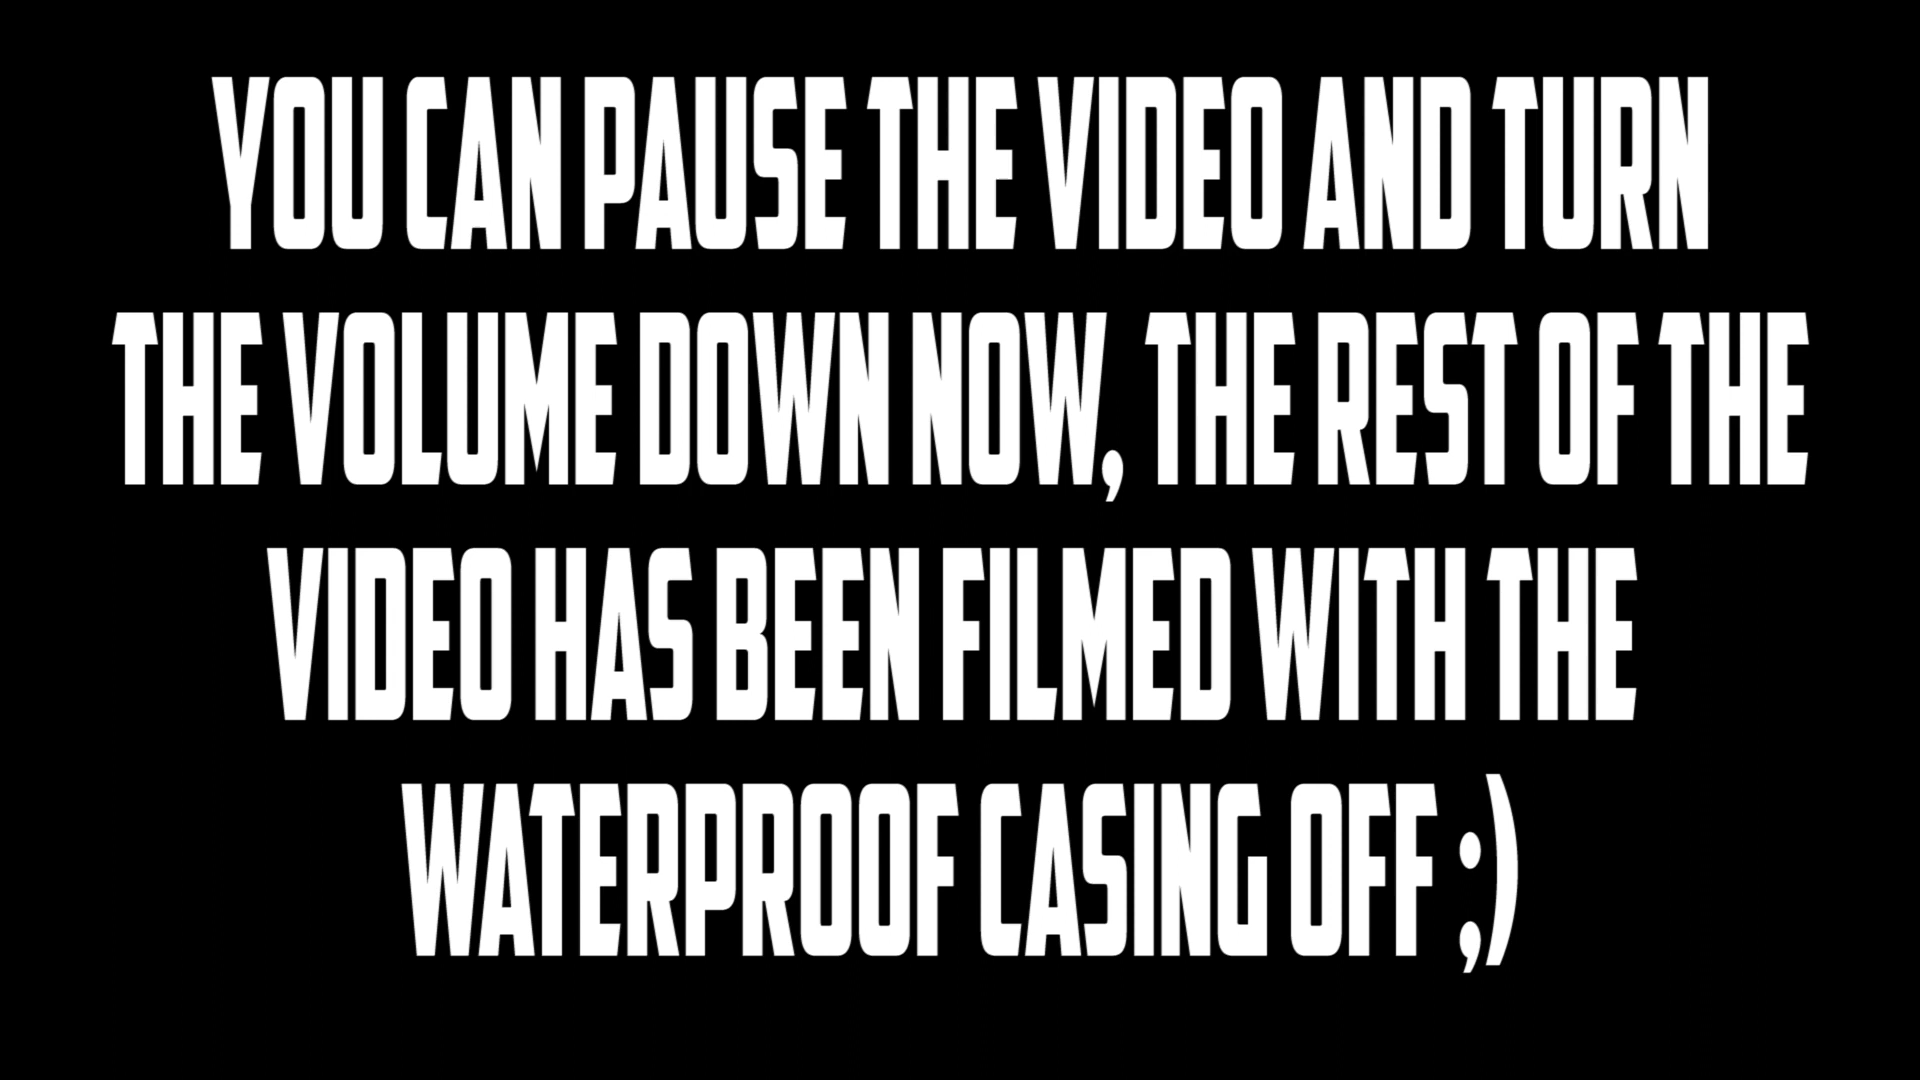 YOU CAN PAUSE THE VIDEO AND TURN
THE VOLUME DOWN NOW, THE REST OF THE
VIDEO HAS BEEN FILMED WITH THE
WATERPROOF CASING OFF ;)